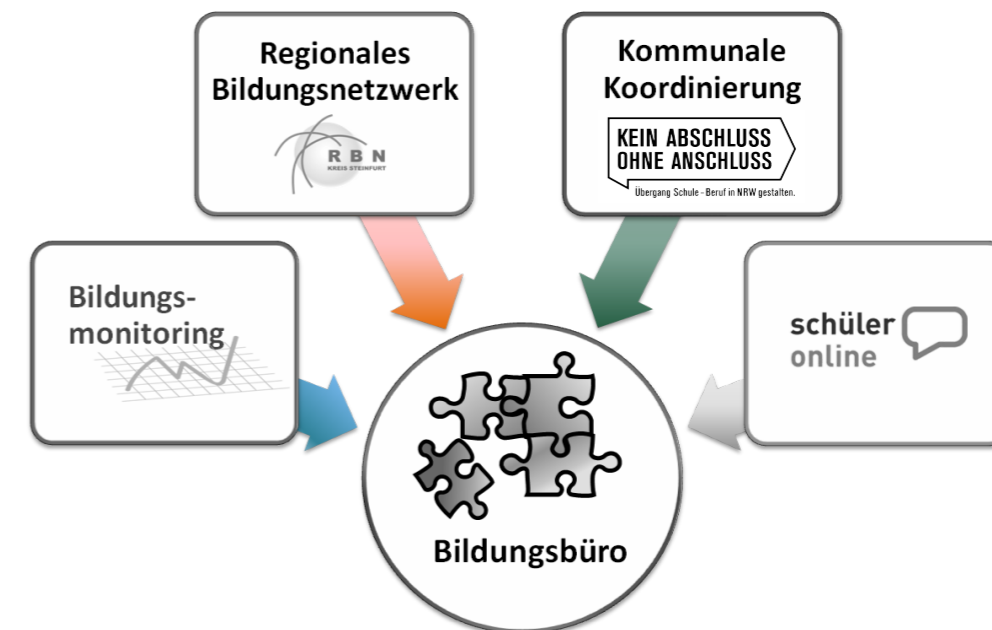 Regionales
Bildungsnetzwerk
RBN
KREIS STEINFURT
Kommunale
Koordinierung
KEIN ABSCHLUSS
OHNE ANSCHLUSS
Übergang Schule – Beruf in NRW gestalten.
Bildungs-
monitoring
schüler
online
Bildungsbüro